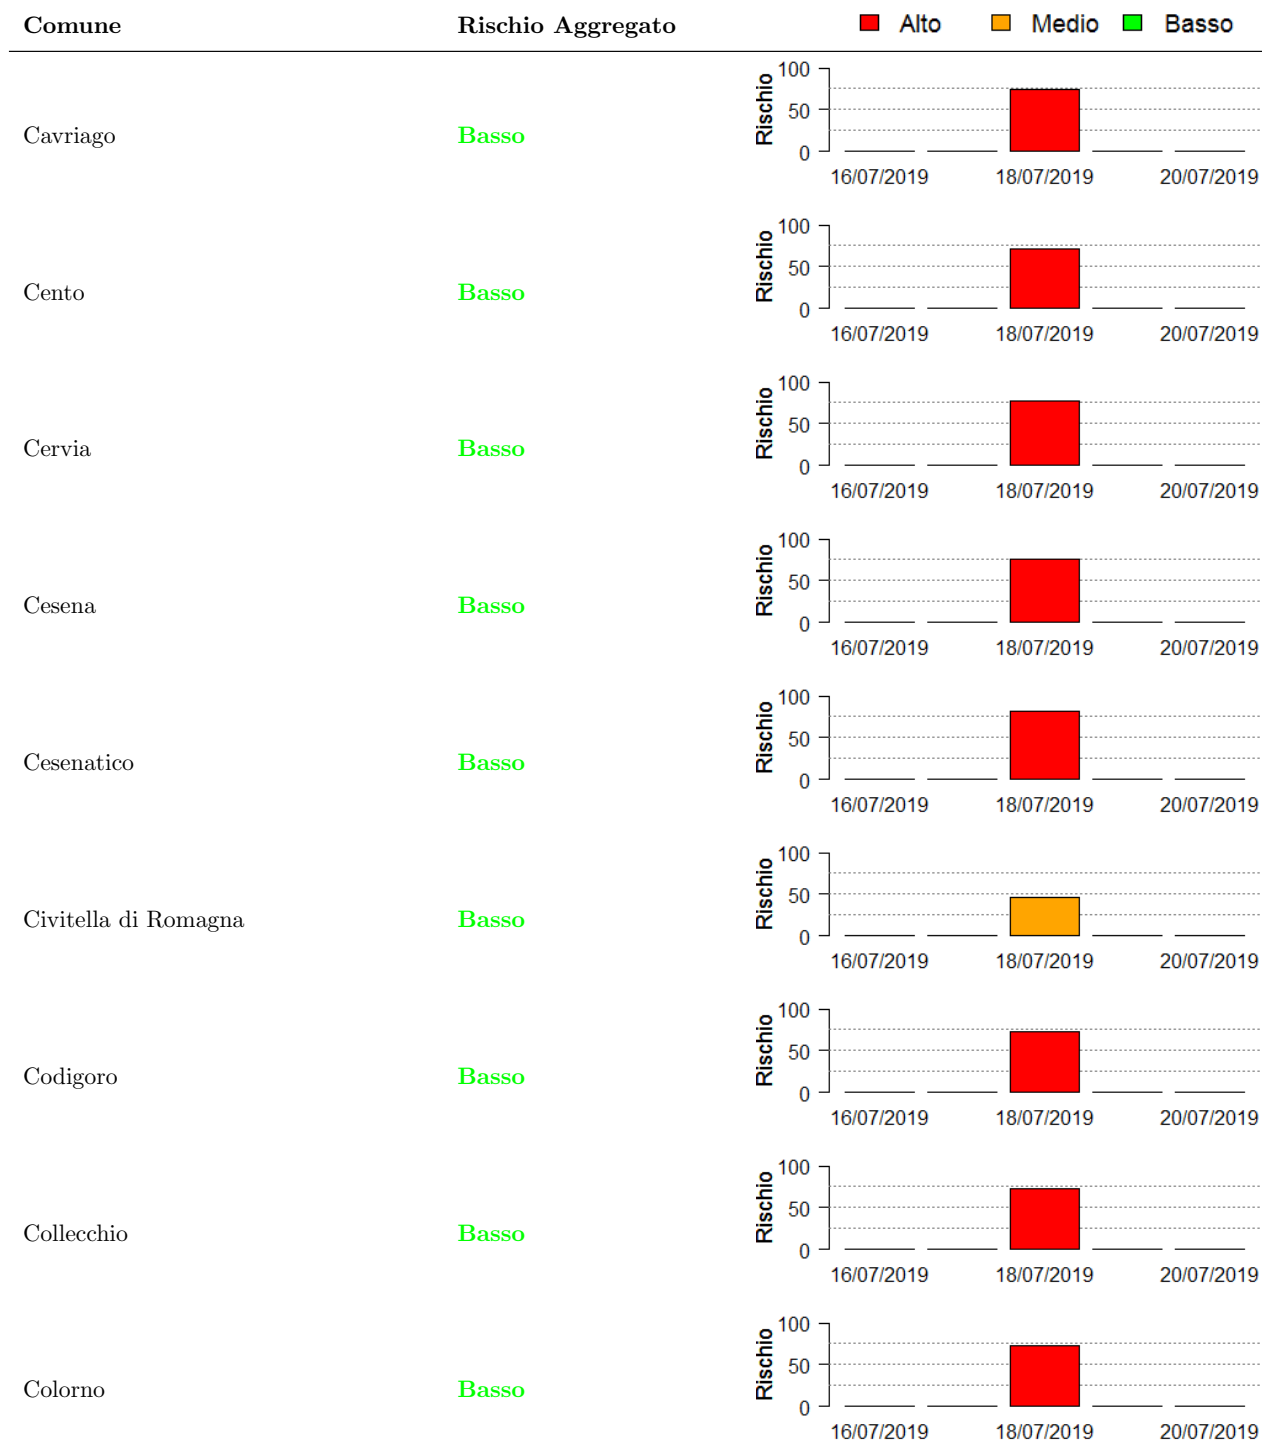 Comune Rischio Aggregato Alto Medio Basso
100
50
0
Rischio
Cavriago Basso
16/07/2019 18/07/2019 20/07/2019
100
50
0
Rischio
Cento Basso
16/07/2019 18/07/2019 20/07/2019
100
50
0
Rischio
Cervia Basso
16/07/2019 18/07/2019 20/07/2019
100
50
0
Rischio
Cesena Basso
16/07/2019 18/07/2019 20/07/2019
100
50
0
Rischio
Cesenatico Basso
16/07/2019 18/07/2019 20/07/2019
100
50
0
Rischio
Civitella di Romagna Basso
16/07/2019 18/07/2019 20/07/2019
100
50
0
Rischio
Codigoro Basso
16/07/2019 18/07/2019 20/07/2019
100
50
0
Rischio
Collecchio Basso
16/07/2019 18/07/2019 20/07/2019
100
50
0
Rischio
Colorno Basso
16/07/2019 18/07/2019 20/07/2019